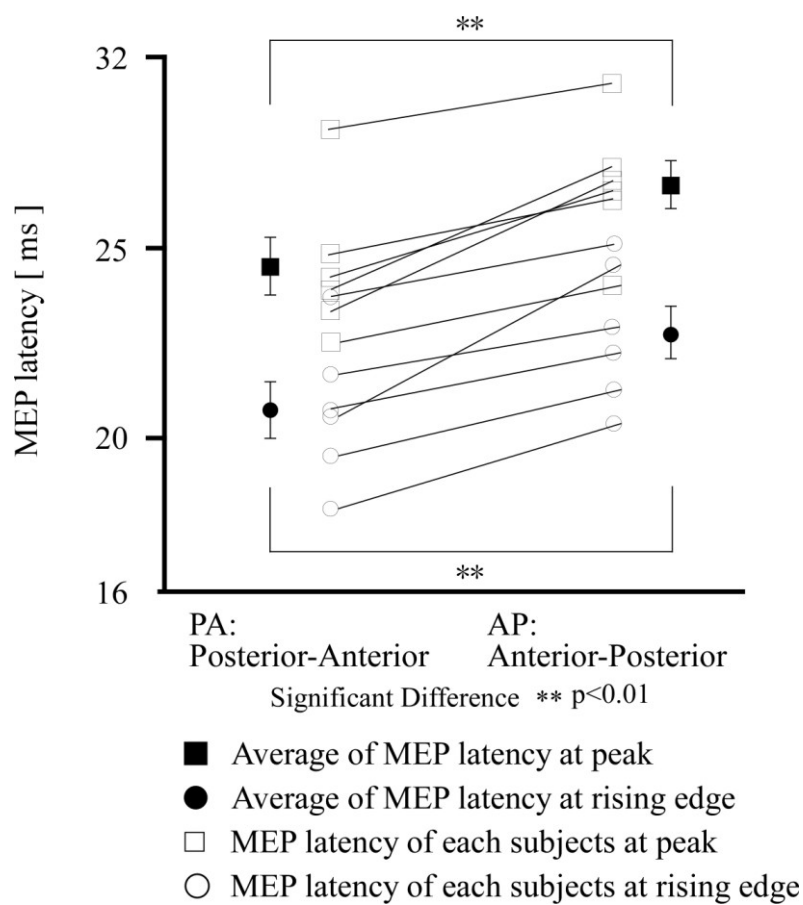 **
32
25
20
16
MEP latency [ ms ]
**
PA:
Posterior-Anterior
AP:
Anterior-Posterior
Significant Difference ** p<0.01
Average of MEP latency at peak
Average of MEP latency at rising edge
MEP latency of each subjects at peak
MEP latency of each subjects at rising edge